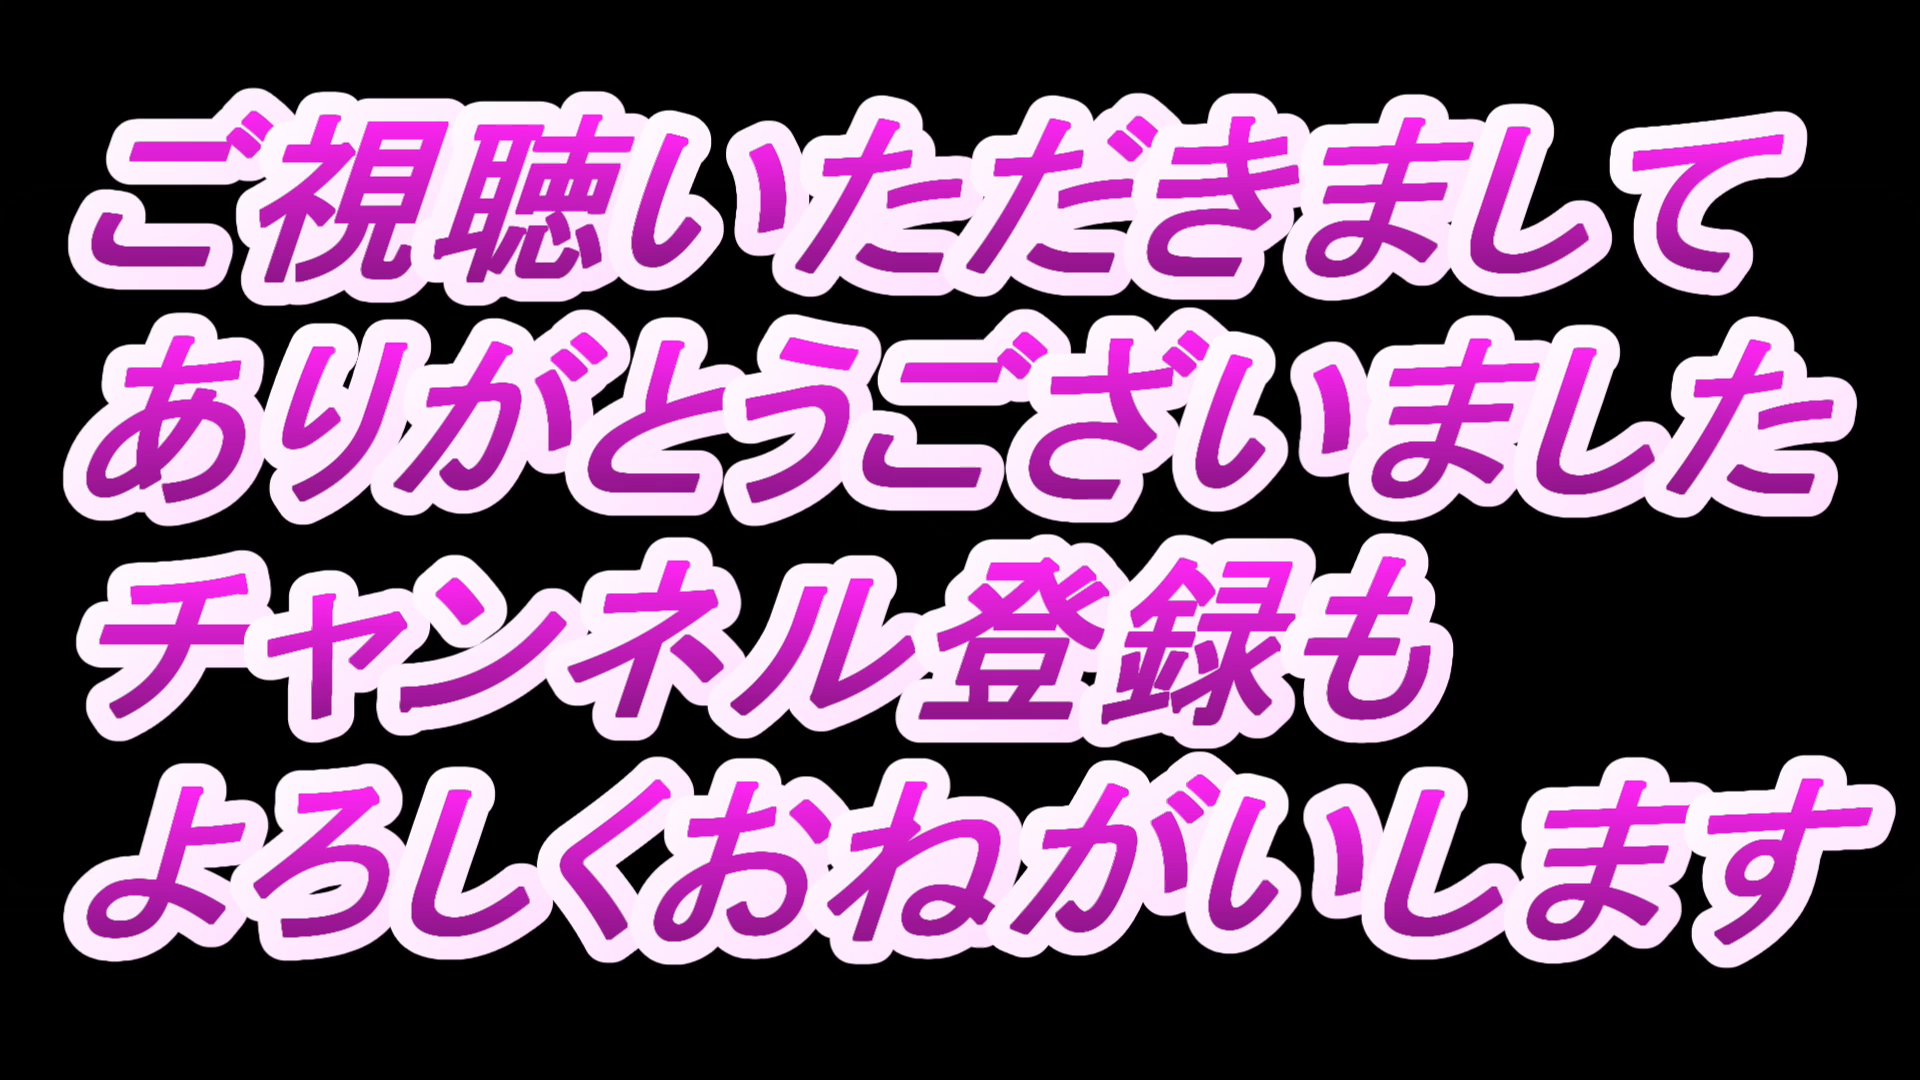 ご視聴いただきまして
ありがとうございました
チャンネル登録も
よろしくおねがいします